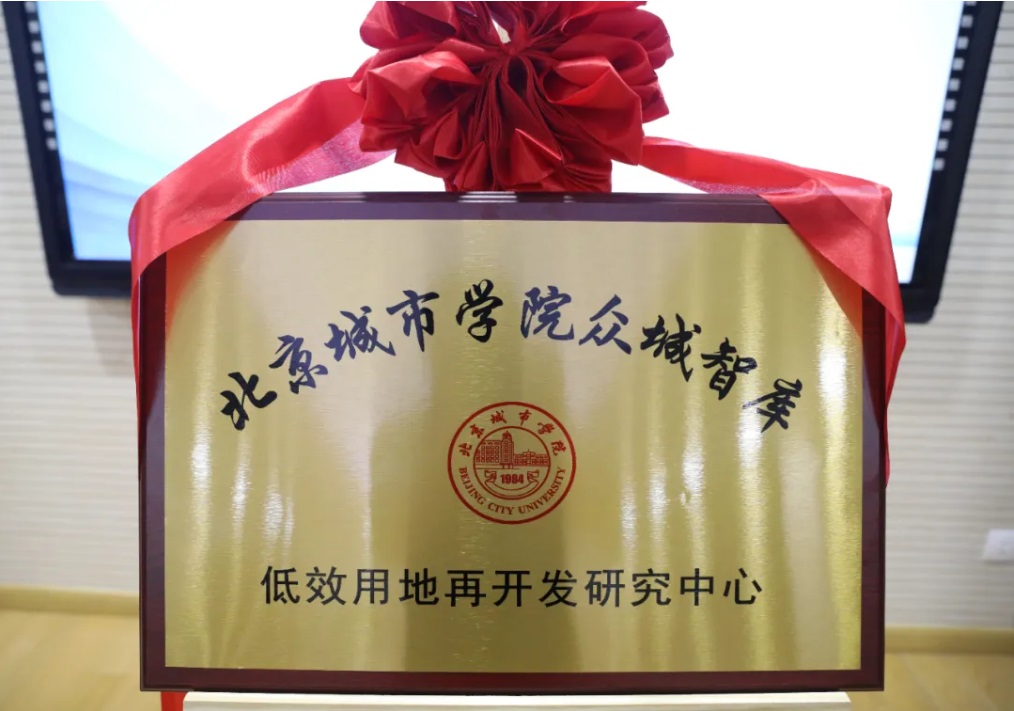 北京城市学院众城智库
北京城市学院
1984
BEIJING CITY UNIVERSITY
低效用地再开发研究中心